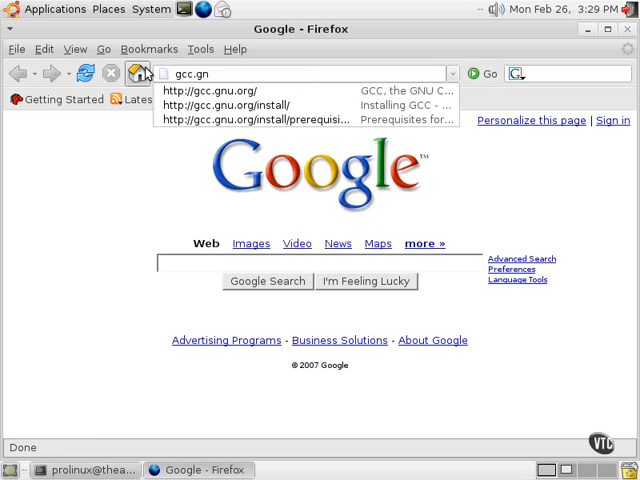 Applications Places System Mon Feb 26, 3:29 PM
Google - Firefox
File Edit View Go Bookmarks Tools Help
gcc.gn Go G
Getting Started Lates
http://gcc.gnu.org/ GCC, the GNU C...
http://gcc.gnu.org/install/ Installing GCC - ...
http://gcc.gnu.org/install/prerequisi... Prerequisites for...
Personalize this page | Sign in
Google™
Web Images Video News Maps more »
Advanced Search
Preferences
Language Tools
Google Search I'm Feeling Lucky
Advertising Programs - Business Solutions - About Google
© 2007 Google
Done
VTC
prolinux@thea... Google - Firefox